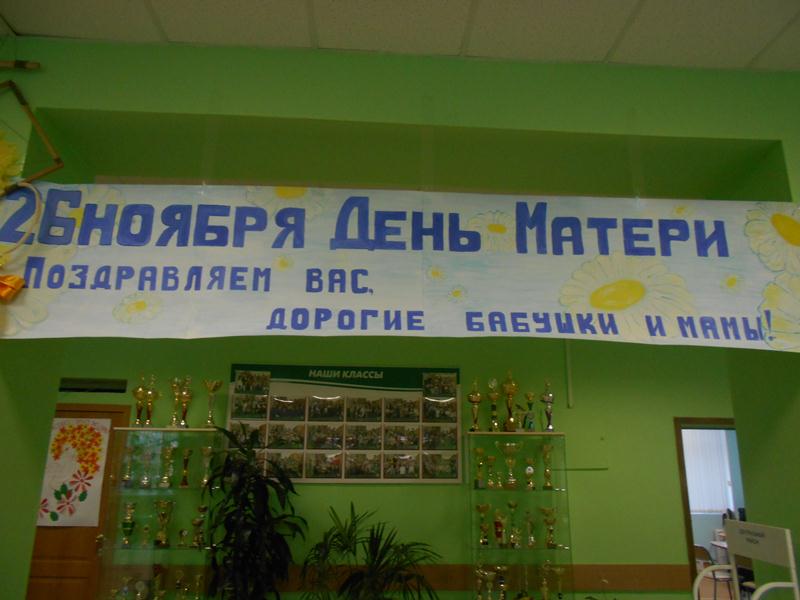 26 НОЯБРЯ ДЕНЬ МАТЕРИ
ПОЗДРАВЛЯЕМ ВАС,
ДОРОГИЕ БАБУШКИ И МАМЫ!
НАШИ КЛАССЫ